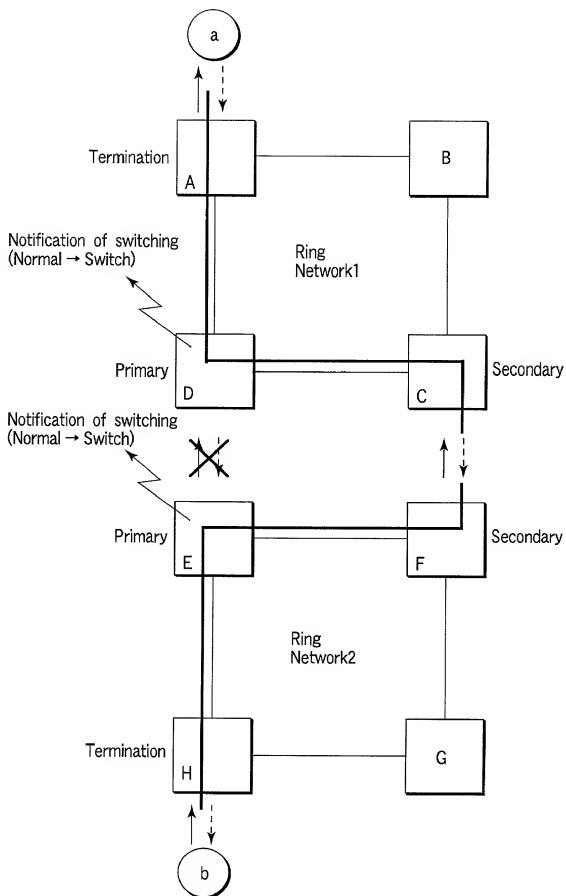 a
Termination
A
B
Notification of switching
(Normal → Switch)
Ring
Network1
Primary
D
C
Secondary
Notification of switching
(Normal → Switch)
Primary
E
F
Secondary
Ring
Network2
Termination
H
G
b